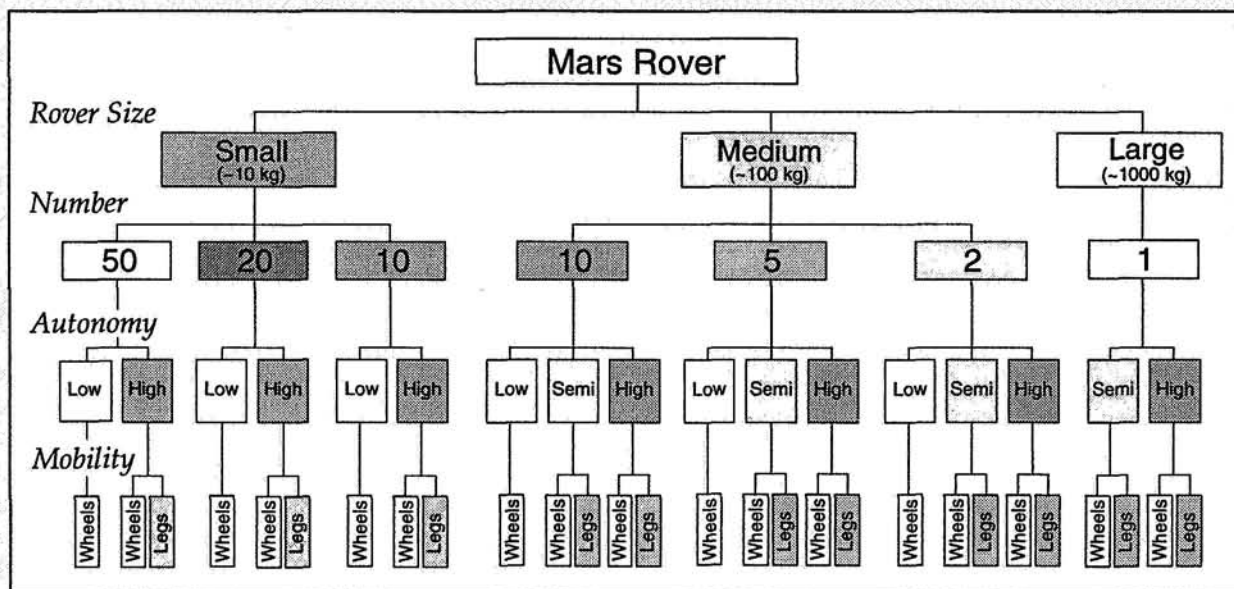 Mars Rover
Rover Size
Small
(~10 kg)
Medium
(~100 kg)
Large
(~1000 kg)
Number
50 20 10 10 5 2 1
Autonomy
Low High Low High Low High Low Semi High Low Semi High Low Semi High Semi High
Mobility
Wheels Wheels Legs Wheels Wheels Legs Wheels Wheels Legs Wheels Wheels Legs Wheels Legs Wheels Wheels Legs Wheels Legs Wheels Wheels Legs Wheels Legs Wheels Legs Wheels Legs